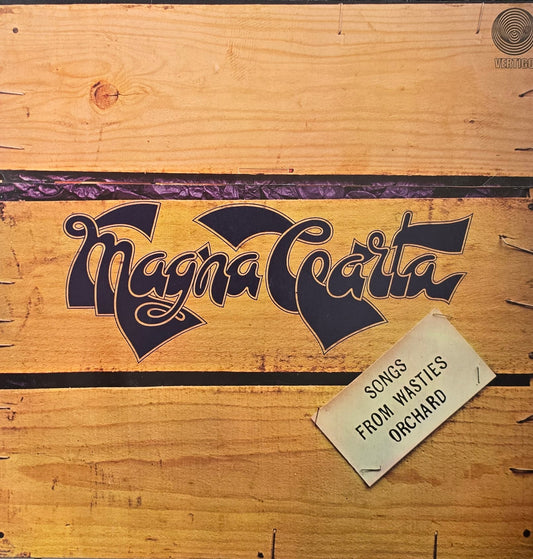 VERTIGO
Magna Carta
SONGS
FROM WASTIES
ORCHARD